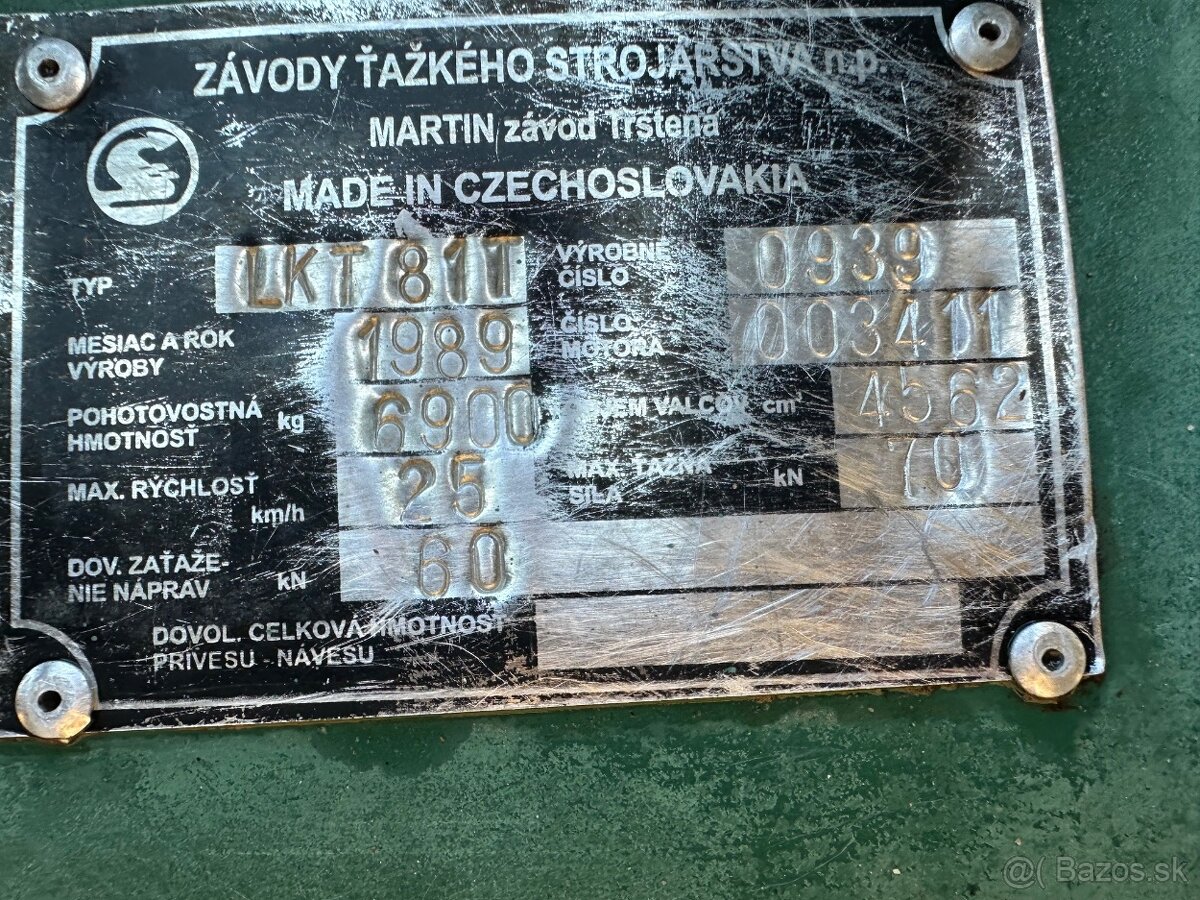 ZÁVODY ŤAŽKÉHO STROJÁRSTVA n.p.
MARTIN závod Trstená
MADE IN CZECHOSLOVAKIA
TYP LKT 81T
VÝROBNÉ ČÍSLO 0939
MESIAC A ROK VÝROBY 1989
ČÍSLO MOTORA 003411
POHOTOVOSTNÁ HMOTNOSŤ kg 6900
VALCOV cm³ 4562
MAX. RÝCHLOSŤ km/h 25
MAX. ŤAŽNÁ SILA kN 70
DOV. ZAŤAŽE-
NIE NÁPRAV kN 60
DOVOL. CELKOVÁ HMOTNOSŤ
PRÍVESU - NÁVESU
@( Bazos.sk